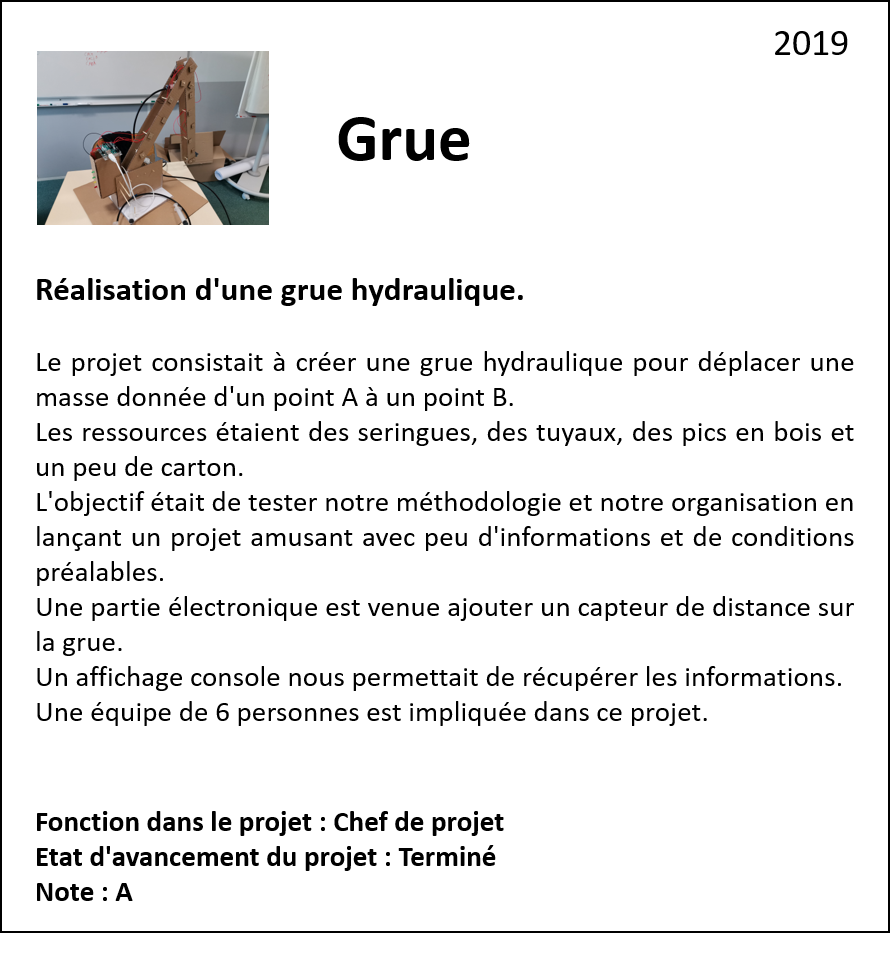 2019
Grue
Réalisation d'une grue hydraulique.
Le projet consistait à créer une grue hydraulique pour déplacer une
masse donnée d'un point A à un point B.
Les ressources étaient des seringues, des tuyaux, des pics en bois et
un peu de carton.
L'objectif était de tester notre méthodologie et notre organisation en
lançant un projet amusant avec peu d'informations et de conditions
préalables.
Une partie électronique est venue ajouter un capteur de distance sur
la grue.
Un affichage console nous permettait de récupérer les informations.
Une équipe de 6 personnes est impliquée dans ce projet.
Fonction dans le projet : Chef de projet
Etat d'avancement du projet : Terminé
Note : A